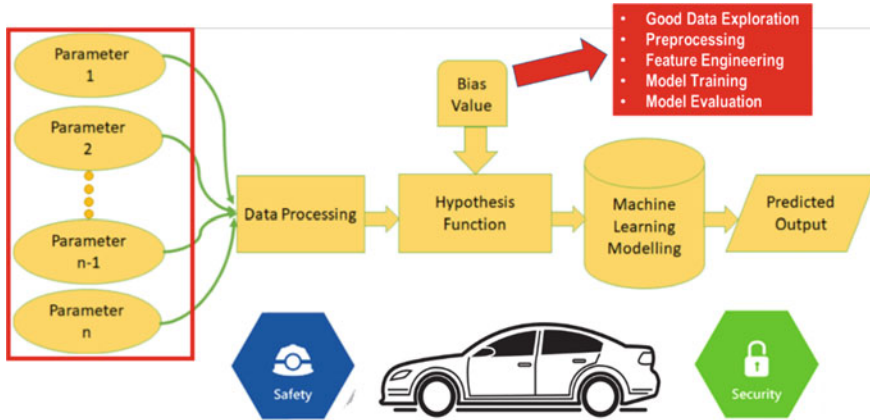 Parameter
1
Parameter
2
Parameter
n-1
Parameter
n
Data Processing
Bias
Value
Hypothesis
Function
• Good Data Exploration
• Preprocessing
• Feature Engineering
• Model Training
• Model Evaluation
Machine
Learning
Modelling
Predicted
Output
Safety
Security